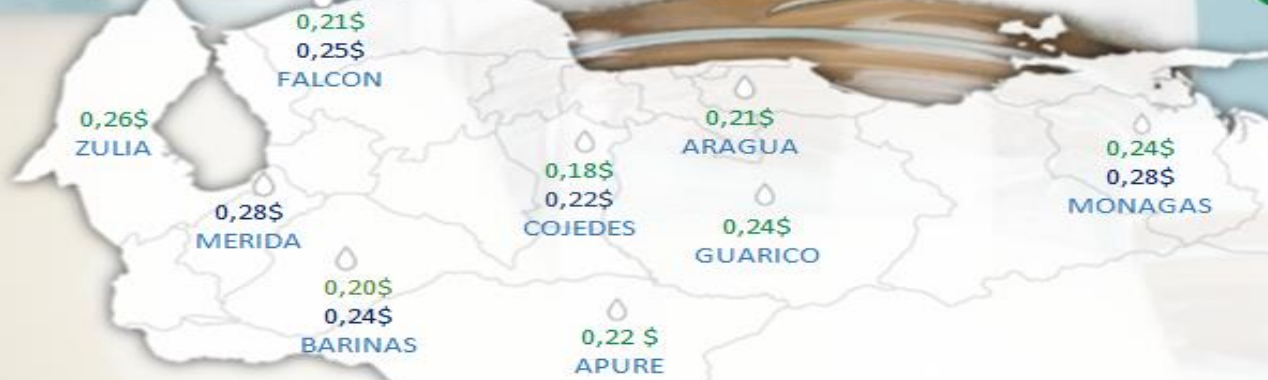 0,21$
0,25$
FALCON
0,26$
ZULIA
0,21$
ARAGUA
0,18$
0,22$
COJEDES
0,24$
0,28$
MONAGAS
0,28$
MERIDA
0,24$
GUARICO
0,20$
0,24$
BARINAS
0,22 $
APURE